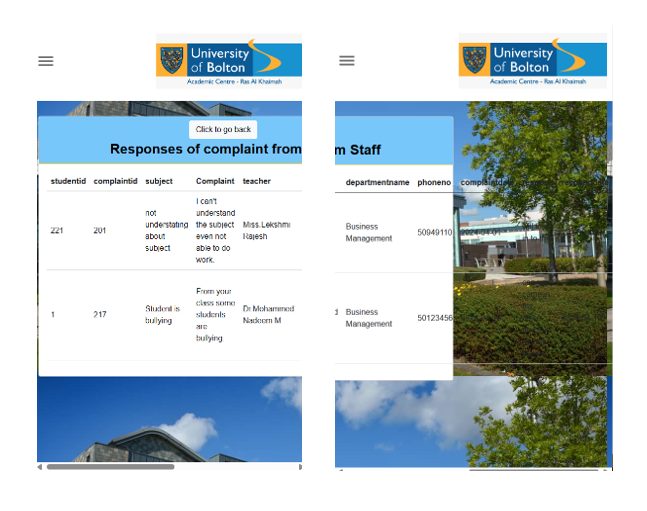 University
of Bolton
Academic Centre - Ras Al Khaimah
Click to go back
Responses of complaint from
studentid complaintid subject Complaint teacher
221 201 not understating about subject I can't understand the subject even not able to do work. Miss.Lekshmi Rajesh
1 217 Student is bullying From your class some students are bullying Dr.Mohammed Nadeem M
University
of Bolton
Academic Centre - Ras Al Khaimah
m Staff
departmentname phoneno
Business Management 50949110 2024-04-01
Business Management 50123456